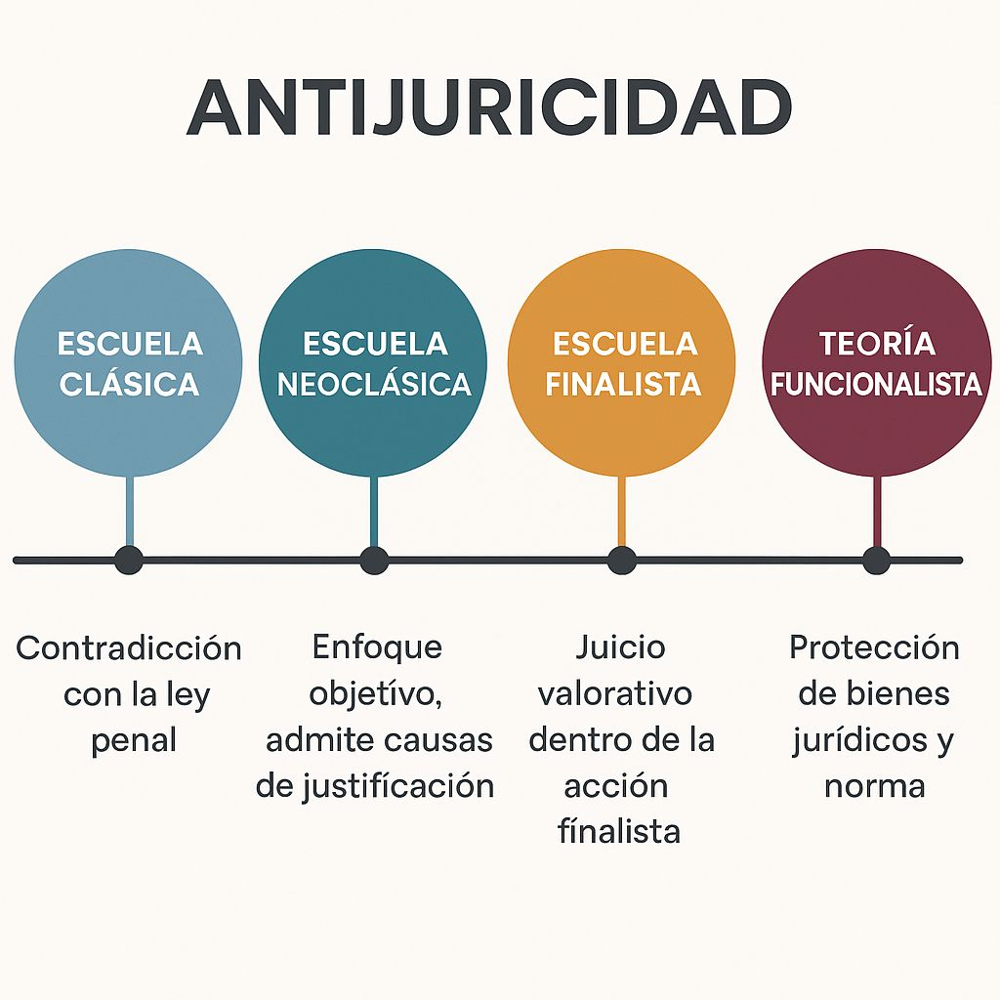 ANTIJURICIDAD
ESCUELA
CLÁSICA
ESCUELA
NEOCLÁSICA
ESCUELA
FINALISTA
TEORÍA
FUNCIONALISTA
Contradicción
con la ley
penal
Enfoque
objetívo,
admite causas
de justifícación
Juicio
valorativo
dentro de la
acción
fínalista
Protección
de bienes
jurídicos y
norma